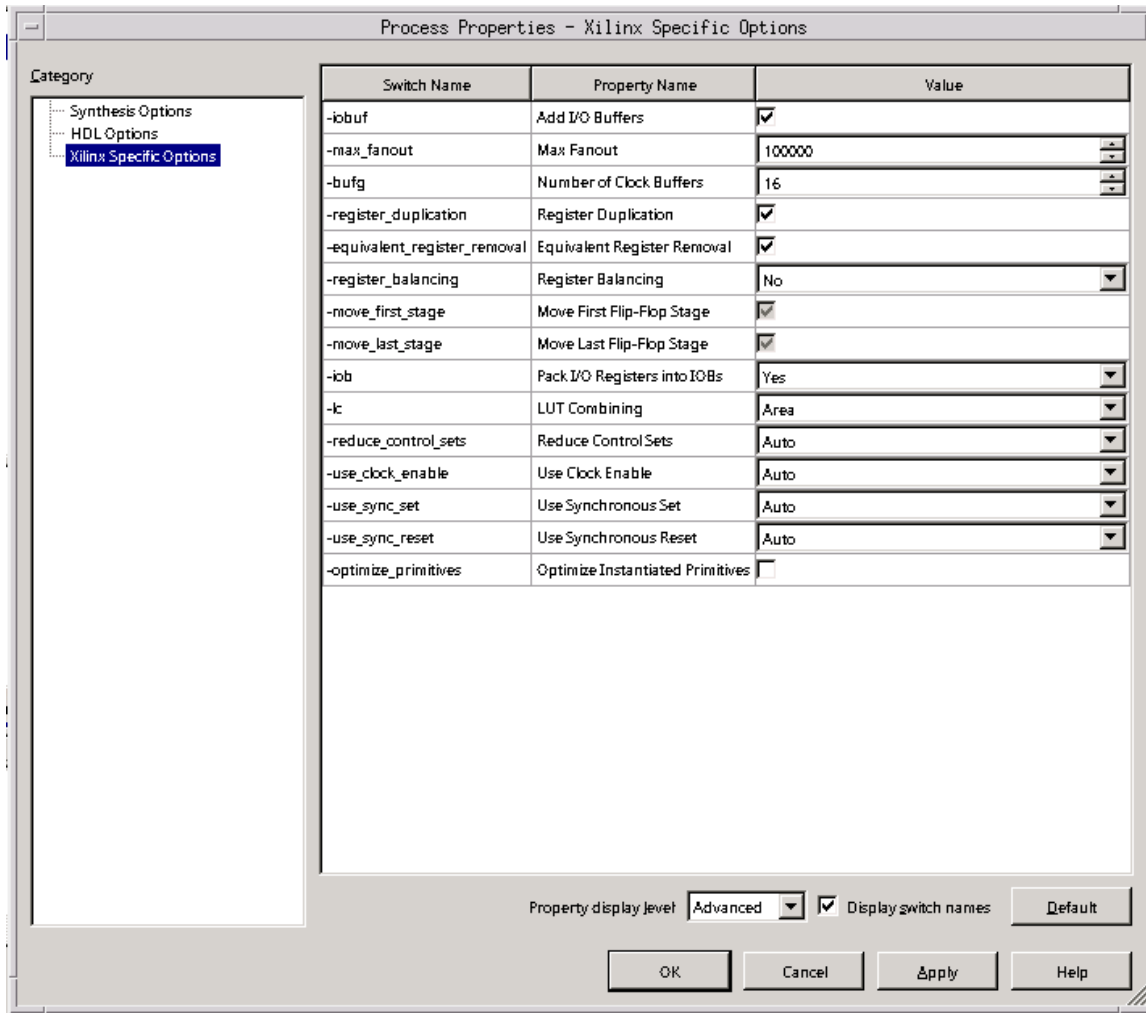 Process Properties - Xilinx Specific Options
Category
Synthesis Options
HDL Options
Xilinx Specific Options
Switch Name Property Name Value
-iobuf Add I/O Buffers
-max_fanout Max Fanout 100000
-bufg Number of Clock Buffers 16
-register_duplication Register Duplication
-equivalent_register_removal Equivalent Register Removal
-register_balancing Register Balancing No
-move_first_stage Move First Flip-Flop Stage
-move_last_stage Move Last Flip-Flop Stage
-iob Pack I/O Registers into IOBs Yes
-lc LUT Combining Area
-reduce_control_sets Reduce Control Sets Auto
-use_clock_enable Use Clock Enable Auto
-use_sync_set Use Synchronous Set Auto
-use_sync_reset Use Synchronous Reset Auto
-optimize_primitives Optimize Instantiated Primitives
Property display level Advanced Display switch names Default
OK Cancel Apply Help